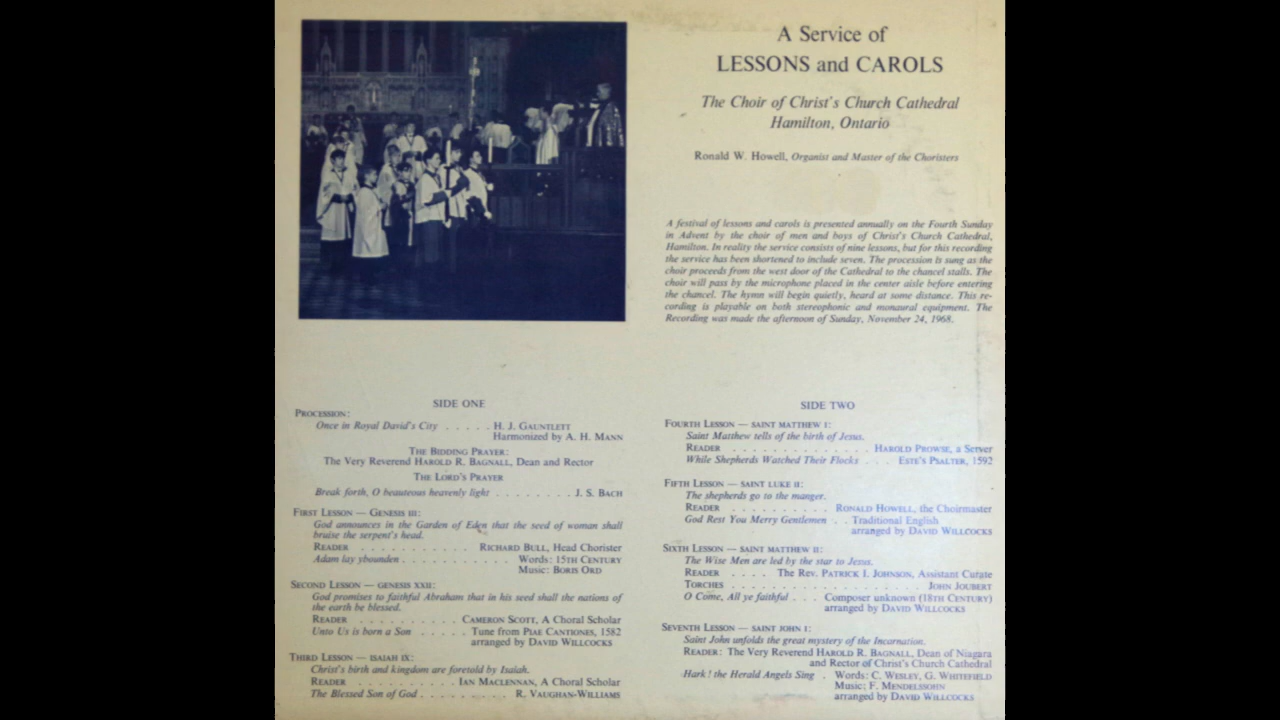 A Service of
LESSONS and CAROLS
The Choir of Christ's Church Cathedral
Hamilton, Ontario
Ronald W. Howell, Organist and Master of the Choristers
A festival of lessons and carols is presented annually on the Fourth Sunday
in Advent by the choir of men and boys of Christ's Church Cathedral,
Hamilton. In reality the service consists of nine lessons, but for this recording
the service has been shortened to include seven. The procession is sung as the
choir proceeds from the west door of the Cathedral to the chancel stalls. The
choir will pass by the microphone placed in the center aisle before entering
the chancel. The hymn will begin quietly, heard at some distance. This re-
cording is playable on both stereophonic and monaural equipment. The
Recording was made the afternoon of Sunday, November 24, 1968.
SIDE ONE
PROCESSION:
Once in Royal David's City . . . . . H. J. GAUNTLETT
Harmonized by A. H. MANN
THE BIDDING PRAYER:
The Very Reverend HAROLD R. BAGNALL, Dean and Rector
THE LORD'S PRAYER
Break forth, O beauteous heavenly light . . . . . . . . J. S. BACH
FIRST LESSON — GENESIS III:
God announces in the Garden of Eden that the seed of woman shall
bruise the serpent's head.
READER . . . . . . . . . . . RICHARD BULL, Head Chorister
Adam lay ybounden . . . . . . . . . . . Words: 15TH CENTURY
Music: BORIS ORD
SECOND LESSON — GENESIS XXII:
God promises to faithful Abraham that in his seed shall the nations of
the earth be blessed.
READER . . . . . . . . . . CAMERON SCOTT, A Choral Scholar
Unto Us is born a Son . . . . . Tune from PIAE CANTIONES, 1582
arranged by DAVID WILLCOCKS
THIRD LESSON — ISAIAH IX:
Christ's birth and kingdom are foretold by Isaiah.
READER . . . . . . . . . . IAN MACLENNAN, A Choral Scholar
The Blessed Son of God . . . . . . . . . R. VAUGHAN-WILLIAMS
SIDE TWO
FOURTH LESSON — SAINT MATTHEW I:
Saint Matthew tells of the birth of Jesus.
READER . . . . . . . . . . . . . HAROLD PROWSE, a Server
While Shepherds Watched Their Flocks . . . ESTE'S PSALTER, 1592
FIFTH LESSON — SAINT LUKE II:
The shepherds go to the manger.
READER . . . . . . . . . . RONALD HOWELL, the Choirmaster
God Rest You Merry Gentlemen . . Traditional English
arranged by DAVID WILLCOCKS
SIXTH LESSON — SAINT MATTHEW II:
The Wise Men are led by the star to Jesus.
READER . . . . The Rev. PATRICK I. JOHNSON, Assistant Curate
TORCHES . . . . . . . . . . . . . . . . . . . JOHN JOUBERT
O Come, All ye faithful . . . Composer unknown (18TH CENTURY)
arranged by DAVID WILLCOCKS
SEVENTH LESSON — SAINT JOHN I:
Saint John unfolds the great mystery of the Incarnation.
READER: The Very Reverend HAROLD R. BAGNALL, Dean of Niagara
and Rector of Christ's Church Cathedral
Hark! the Herald Angels Sing . Words: C. WESLEY, G. WHITEFIELD
Music: F. MENDELSSOHN
arranged by DAVID WILLCOCKS